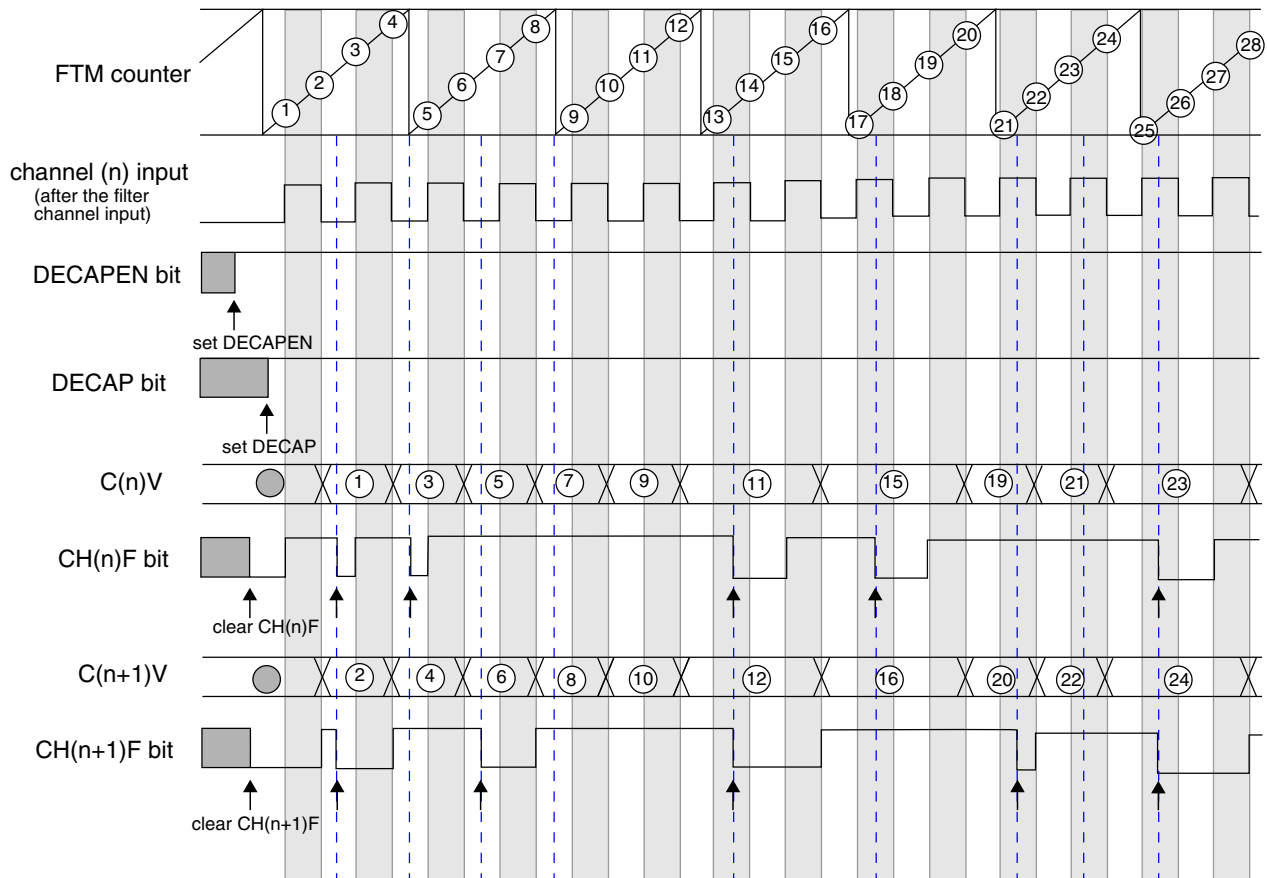 FTM counter
1 2 3 4 5 6 7 8 9 10 11 12 13 14 15 16 17 18 19 20 21 22 23 24 25 26 27 28
channel (n) input
(after the filter
channel input)
DECAPEN bit
set DECAPEN
DECAP bit
set DECAP
C(n)V
1 3 5 7 9 11 15 19 21 23
CH(n)F bit
clear CH(n)F
C(n+1)V
2 4 6 8 10 12 16 20 22 24
CH(n+1)F bit
clear CH(n+1)F